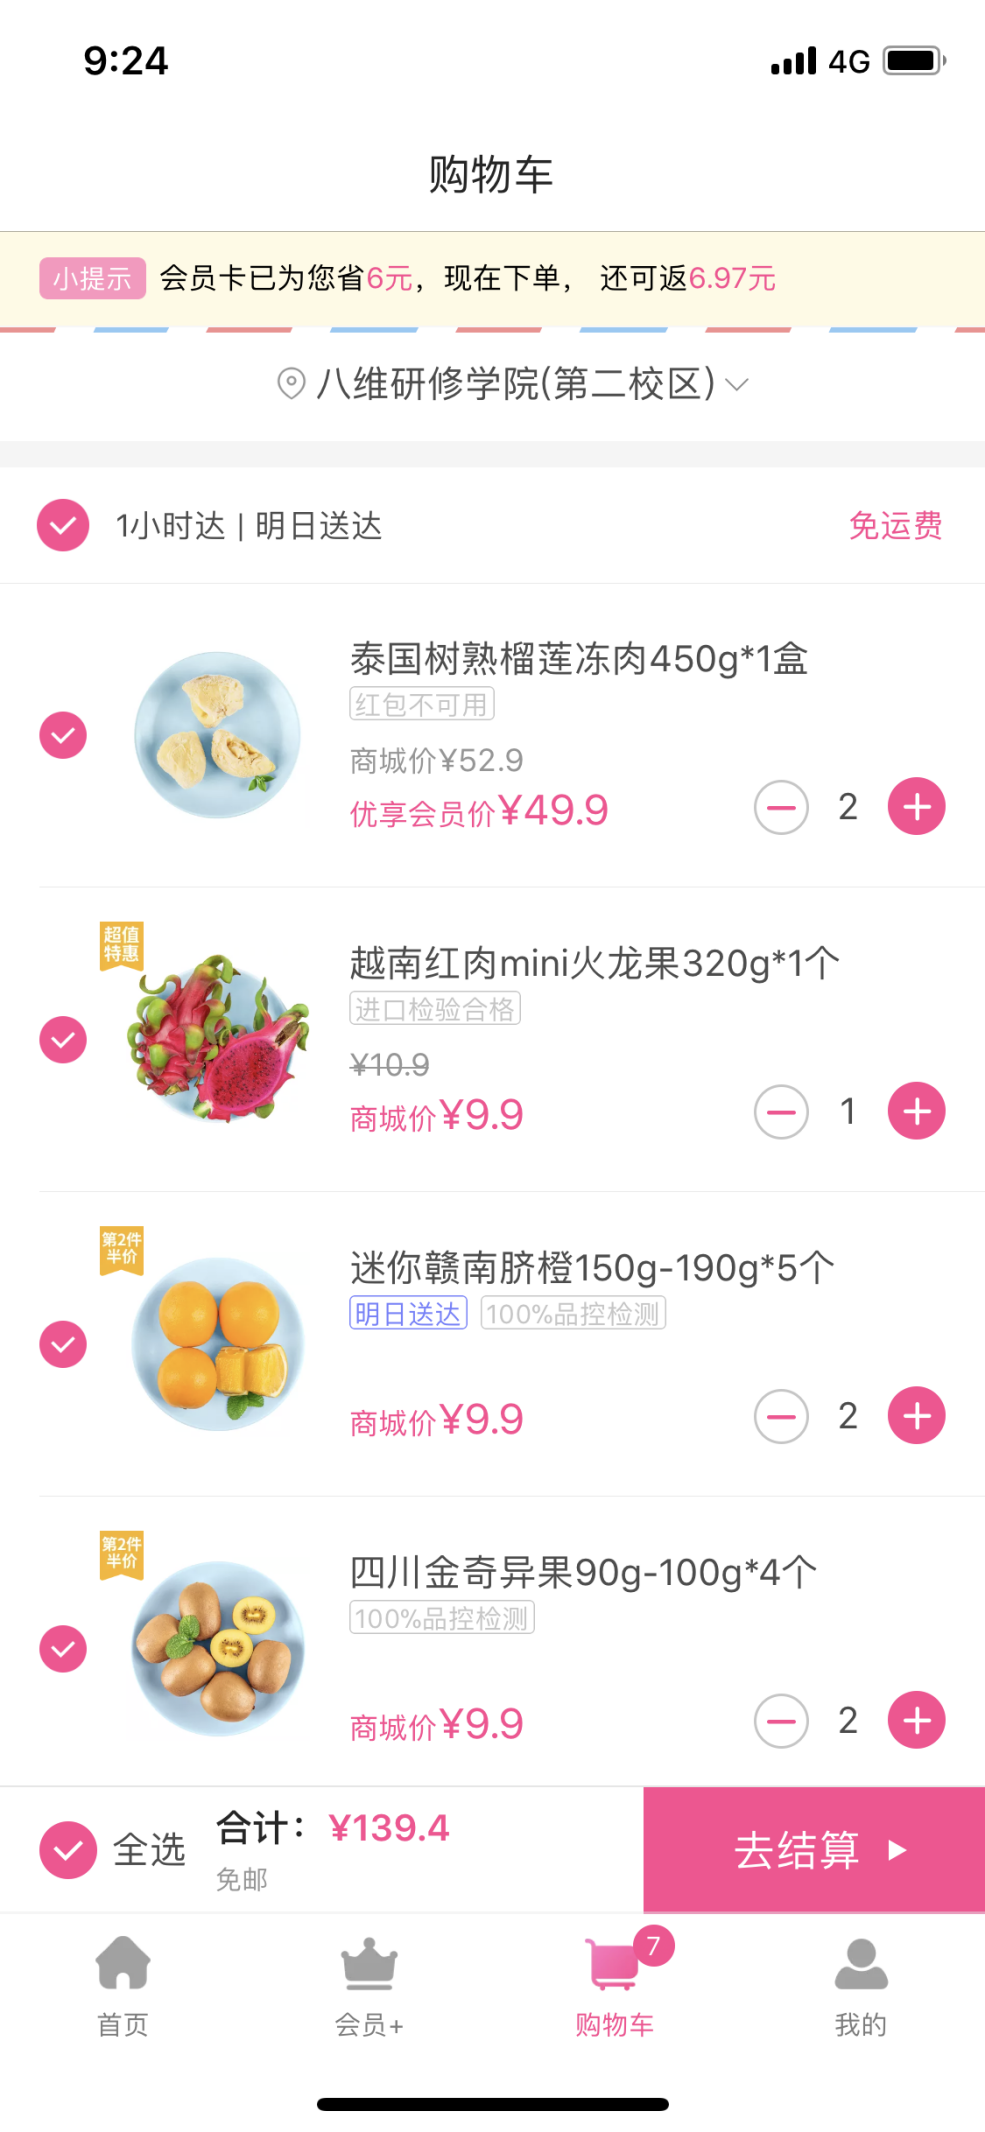 9:24
4G
购物车
小提示 会员卡已为您省6元，现在下单， 还可返6.97元
八维研修学院(第二校区)
1小时达 | 明日送达
免运费
泰国树熟榴莲冻肉450g*1盒
红包不可用
商城价¥52.9
优享会员价¥49.9
2
超值
特惠
越南红肉mini火龙果320g*1个
进口检验合格
¥10.9
商城价¥9.9
1
第2件
半价
迷你赣南脐橙150g-190g*5个
明日送达 100%品控检测
商城价¥9.9
2
第2件
半价
四川金奇异果90g-100g*4个
100%品控检测
商城价¥9.9
2
全选
合计：¥139.4
免邮
去结算
7
首页
会员+
购物车
我的